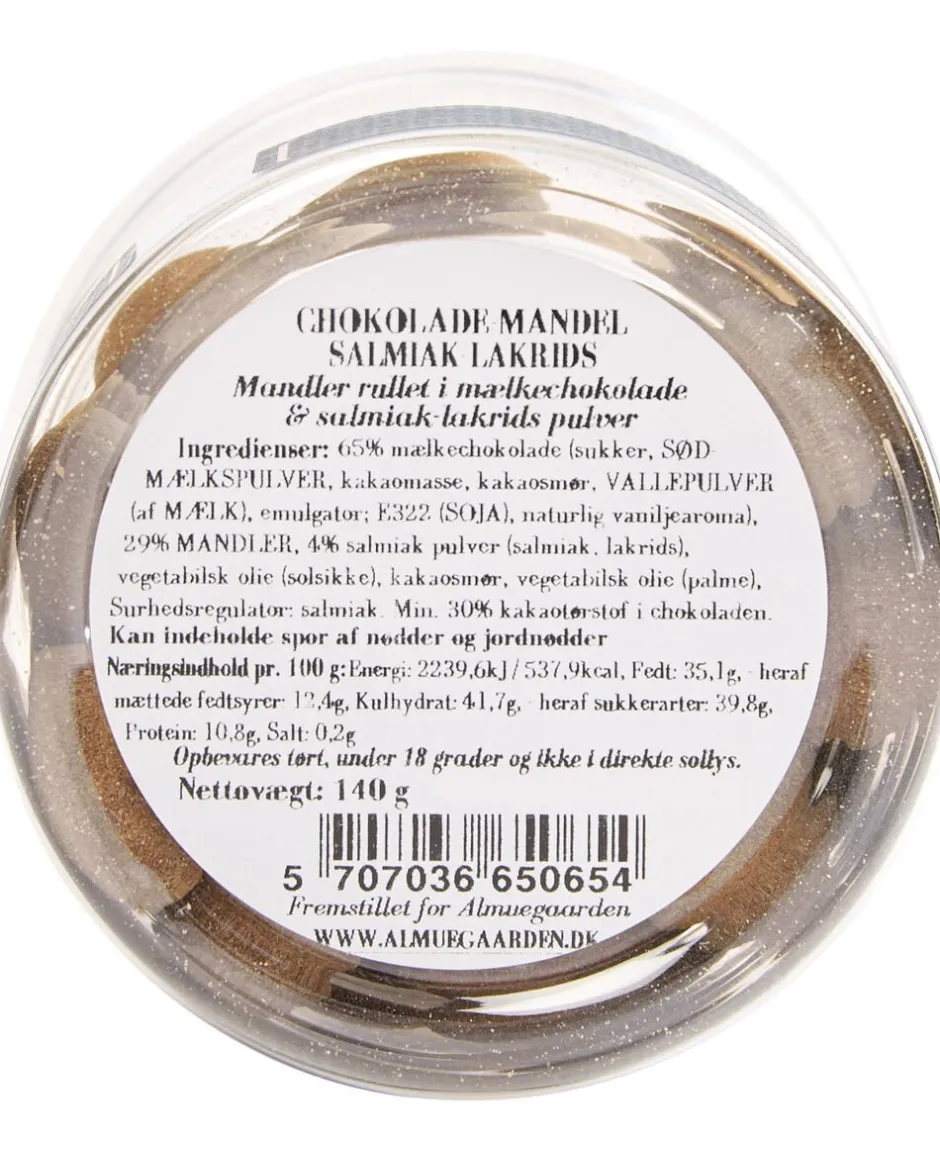 CHOKOLADE-MANDEL
SALMIAK-LAKRIDS
Mandler rullet i mælkechokolade
& salmiak-lakrids pulver
Ingredienser: 65% mælkechokolade (sukker, SØD-
MÆLKSPULVER, kakaomasse, kakaosmør, VALLEPULVER
(af MÆLK), emulgator; E322 (SOJA), naturlig vaniljearoma),
29% MANDLER, 4% salmiak pulver (salmiak, lakrids),
vegetabilsk olie (solsikke), kakaosmør, vegetabilsk olie (palme),
Surhedsregulator: salmiak. Min. 30% kakaotørstof i chokoladen.
Kan indeholde spor af nødder og jordnødder
Næringsindhold pr. 100 g: Energi: 2239,6kJ / 537,9kcal, Fedt: 35,1g, - heraf
mættede fedtsyrer: 12,4g, Kulhydrat: 41,7g, - heraf sukkerarter: 39,8g,
Protein: 10,8g, Salt: 0,2g
Opbevares tørt, under 18 grader og ikke i direkte sollys.
Nettovægt: 140 g
5 707036 650654
Fremstillet for Almuegaarden
WWW.ALMUEGAARDEN.DK